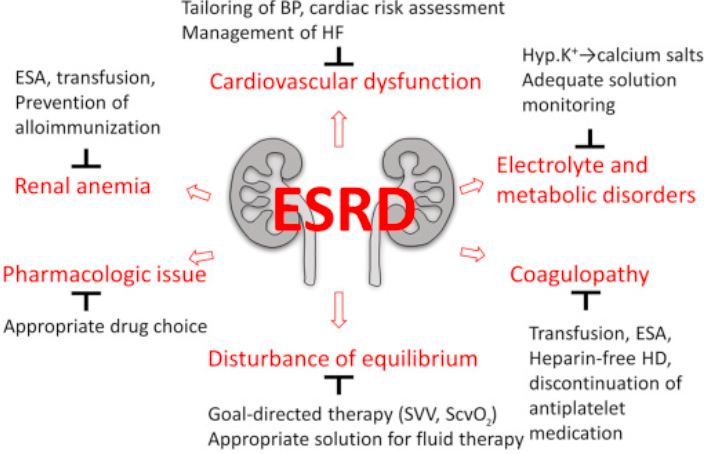 Tailoring of BP, cardiac risk assessment
Management of HF
Cardiovascular dysfunction
Hyp.K⁺→calcium salts
Adequate solution
monitoring
Electrolyte and
metabolic disorders
ESA, transfusion,
Prevention of
alloimmunization
Renal anemia
ESRD
Pharmacologic issue
Appropriate drug choice
Coagulopathy
Transfusion, ESA,
Heparin-free HD,
discontinuation of
antiplatelet
medication
Disturbance of equilibrium
Goal-directed therapy (SVV, ScvO₂)
Appropriate solution for fluid therapy